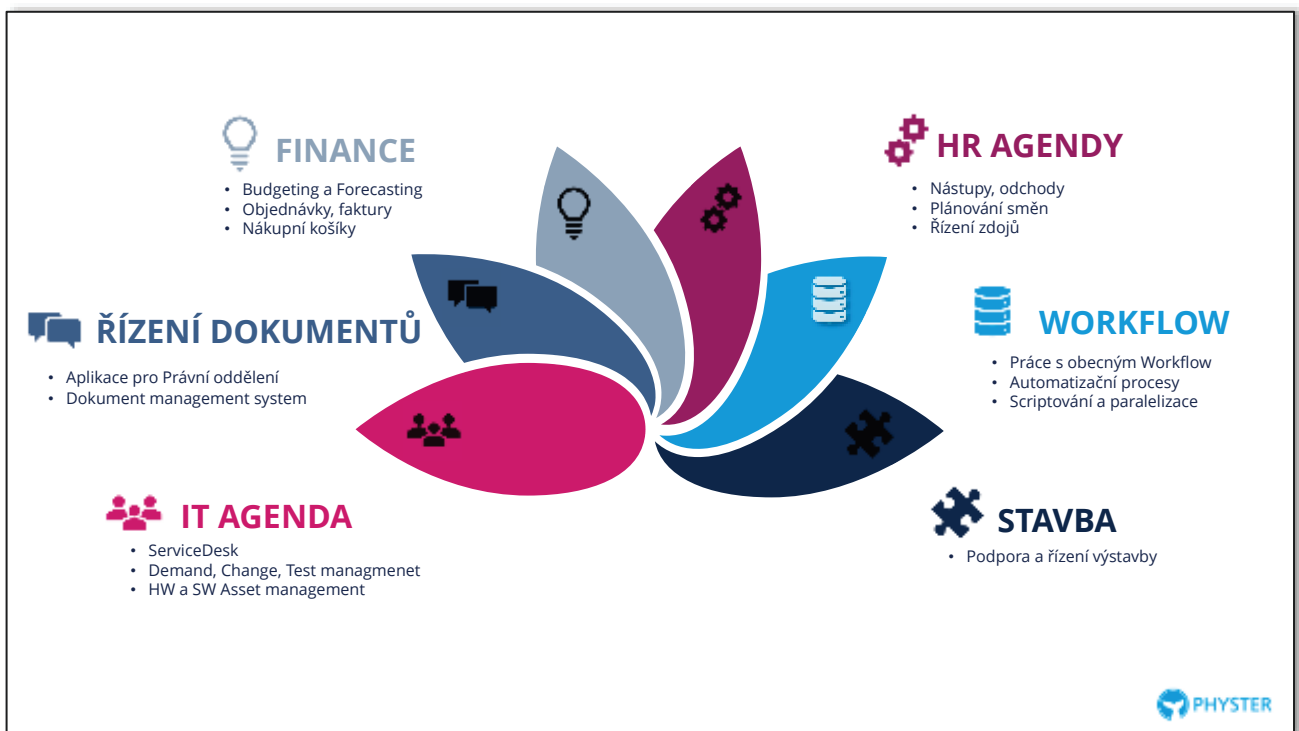 FINANCE
• Budgeting a Forecasting
• Objednávky, faktury
• Nákupní košíky
ŘÍZENÍ DOKUMENTŮ
• Aplikace pro Právní oddělení
• Dokument management system
IT AGENDA
• ServiceDesk
• Demand, Change, Test managmenet
• HW a SW Asset management
HR AGENDY
• Nástupy, odchody
• Plánování směn
• Řízení zdojů
WORKFLOW
• Práce s obecným Workflow
• Automatizační procesy
• Scriptování a paralelizace
STAVBA
• Podpora a řízení výstavby
PHYSTER